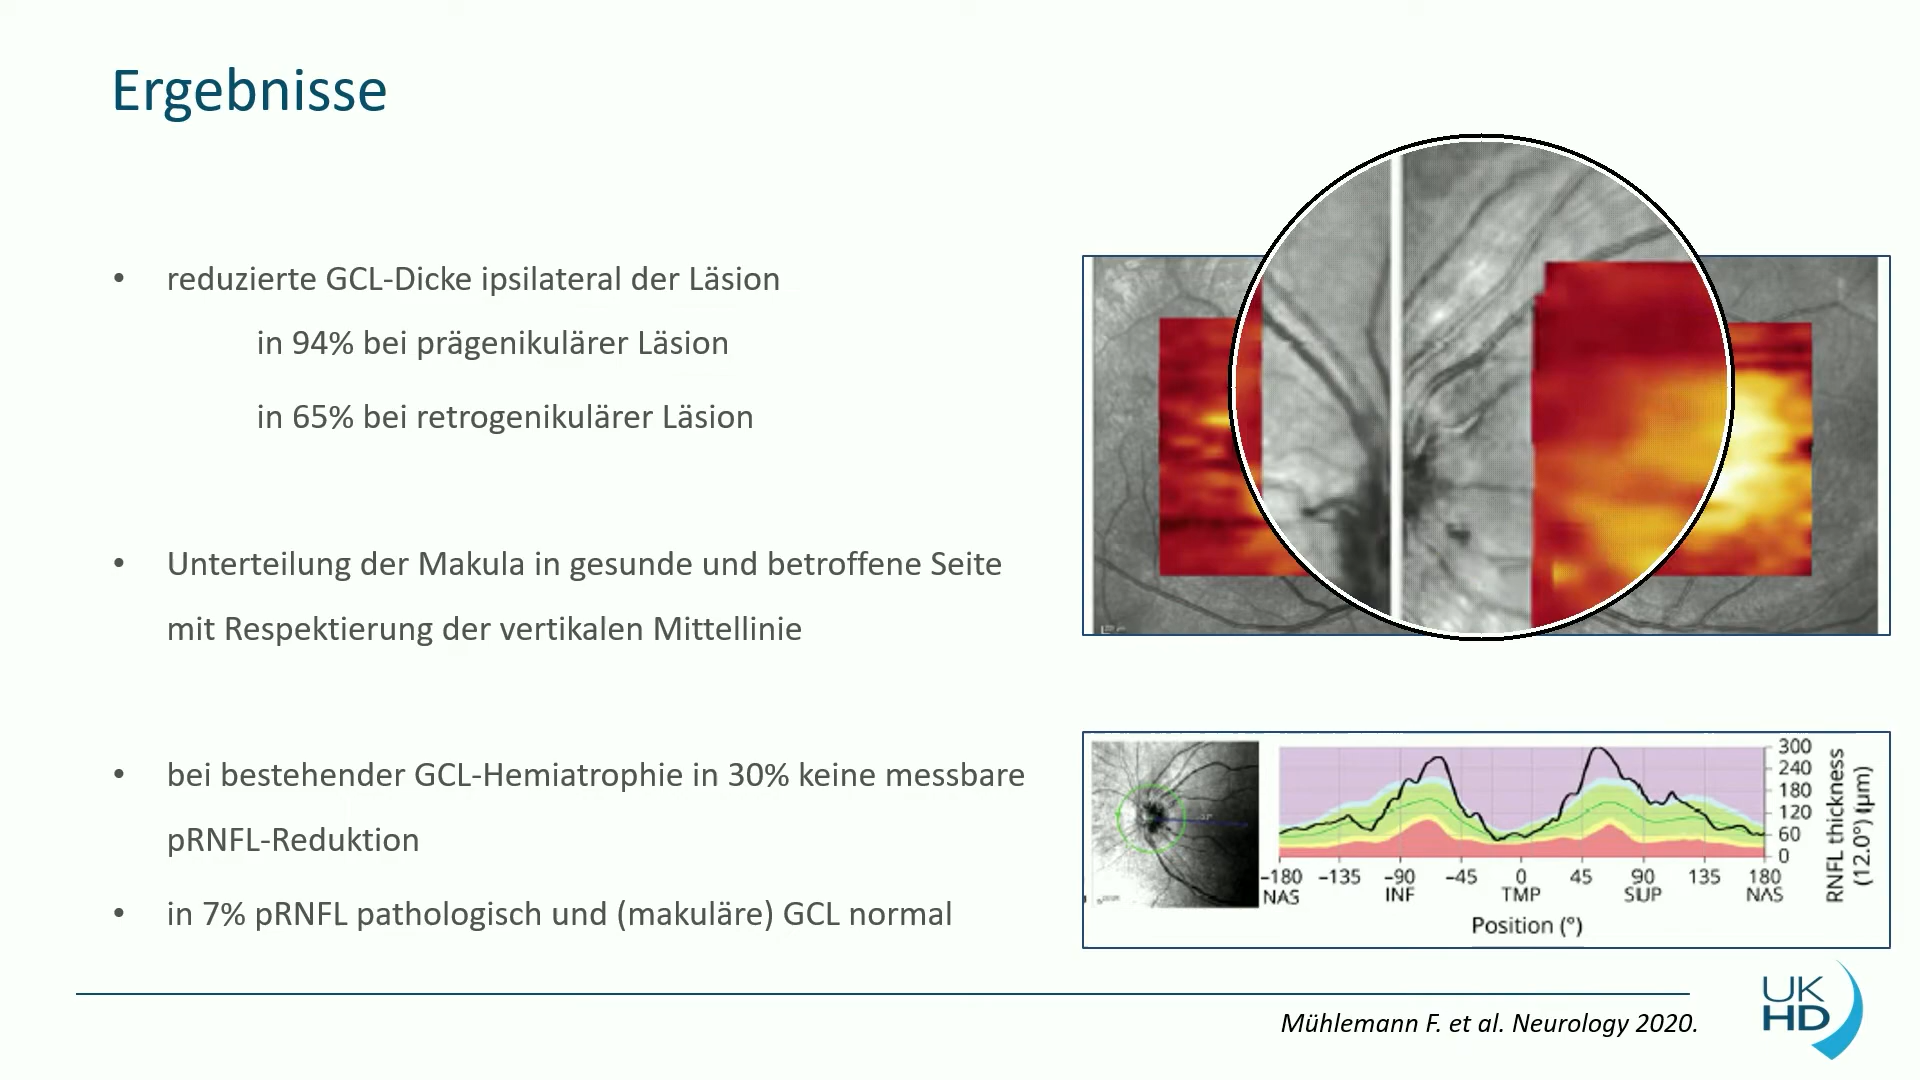 Ergebnisse
• reduzierte GCL-Dicke ipsilateral der Läsion
in 94% bei prägenikulärer Läsion
in 65% bei retrogenikulärer Läsion
• Unterteilung der Makula in gesunde und betroffene Seite
mit Respektierung der vertikalen Mittellinie
• bei bestehender GCL-Hemiatrophie in 30% keine messbare
pRNFL-Reduktion
• in 7% pRNFL pathologisch und (makuläre) GCL normal
300
240
180
120
60
0
RNFL thickness
(12.0°) (µm)
−180 −135 −90 −45 0 45 90 135 180
NAS INF TMP SUP NAS
Position (°)
Mühlemann F. et al. Neurology 2020.
UK
HD